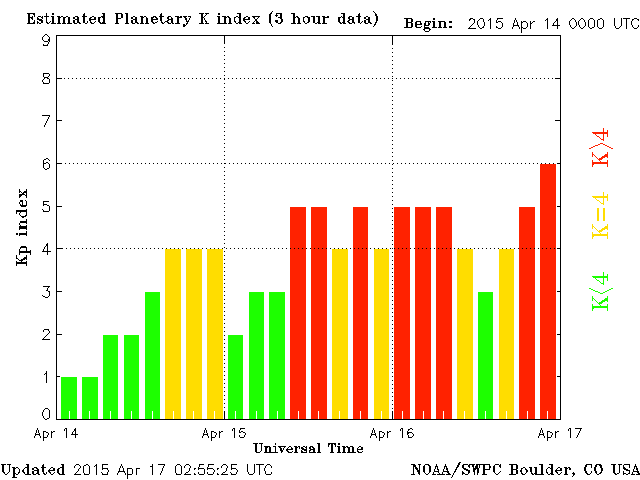 Estimated Planetary K index (3 hour data) Begin: 2015 Apr 14 0000 UTC
9
8
7
6
5
4
3
2
1
0
Kp index
K>4
K=4
K<4
Apr 14 Apr 15 Apr 16 Apr 17
Universal Time
Updated 2015 Apr 17 02:55:25 UTC NOAA/SWPC Boulder, CO USA